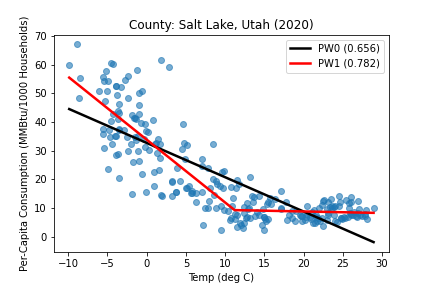 County: Salt Lake, Utah (2020)
PW0 (0.656)
PW1 (0.782)
Per-Capita Consumption (MMBtu/1000 Households)
70
60
50
40
30
20
10
0
−10 −5 0 5 10 15 20 25 30
Temp (deg C)